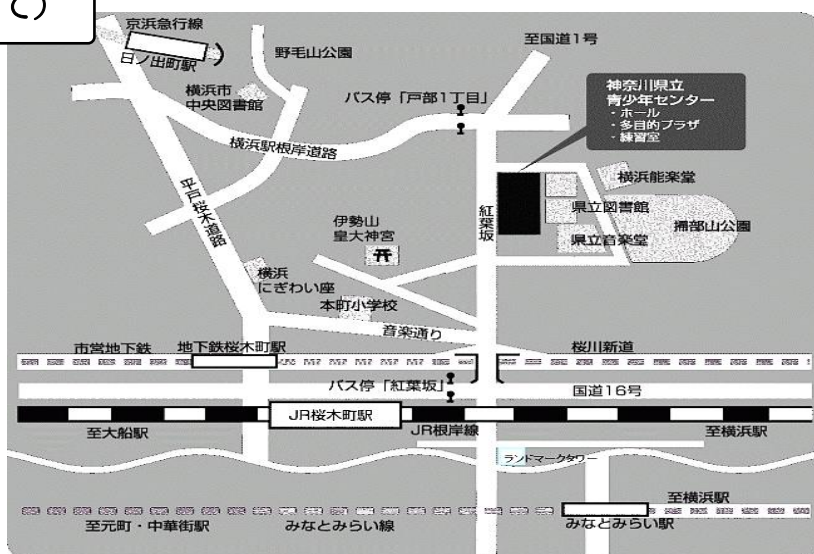 京浜急行線
日ノ出町駅
野毛山公園
至国道1号
横浜市
中央図書館
バス停「戸部1丁目」
神奈川県立
青少年センター
・ホール
・多目的プラザ
・練習室
横浜駅根岸道路
平戸桜木道路
紅葉坂
横浜能楽堂
県立図書館
掃部山公園
県立音楽堂
伊勢山
皇大神宮
横浜
にぎわい座
本町小学校
音楽通り
市営地下鉄
地下鉄桜木町駅
桜川新道
バス停「紅葉坂」
国道16号
JR桜木町駅
至大船駅
JR根岸線
至横浜駅
ランドマークタワー
至横浜駅
至元町・中華街駅
みなとみらい線
みなとみらい駅